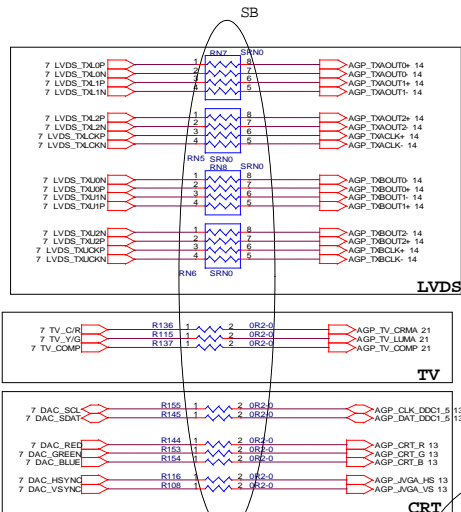 SB
RN7 SRN0
7 LVDS_TXL0P 1 8 AGP_TXAOUT0+ 14
7 LVDS_TXL0N 2 7 AGP_TXAOUT0- 14
7 LVDS_TXL1P 3 6 AGP_TXAOUT1+ 14
7 LVDS_TXL1N 4 5 AGP_TXAOUT1- 14
7 LVDS_TXL2P 1 8 AGP_TXAOUT2+ 14
7 LVDS_TXL2N 2 7 AGP_TXAOUT2- 14
7 LVDS_TXLCKP 3 6 AGP_TXACLK+ 14
7 LVDS_TXLCKN 4 5 AGP_TXACLK- 14
RN5 SRN0
RN8 SRN0
7 LVDS_TXU0N 1 8 AGP_TXBOUT0- 14
7 LVDS_TXU0P 2 7 AGP_TXBOUT0+ 14
7 LVDS_TXU1N 3 6 AGP_TXBOUT1- 14
7 LVDS_TXU1P 4 5 AGP_TXBOUT1+ 14
7 LVDS_TXU2N 1 8 AGP_TXBOUT2- 14
7 LVDS_TXU2P 2 7 AGP_TXBOUT2+ 14
7 LVDS_TXUCKP 3 6 AGP_TXBCLK+ 14
7 LVDS_TXUCKN 4 5 AGP_TXBCLK- 14
RN6 SRN0
LVDS
7 TV_C/R R136 1 2 0R2-0 AGP_TV_CRMA 21
7 TV_Y/G R115 1 2 0R2-0 AGP_TV_LUMA 21
7 TV_COMP R137 1 2 0R2-0 AGP_TV_COMP 21
TV
7 DAC_SCL R155 1 2 0R2-0 AGP_CLK_DDC1_5 13
7 DAC_SDAT R145 1 2 0R2-0 AGP_DAT_DDC1_5 13
7 DAC_RED R144 1 2 0R2-0 AGP_CRT_R 13
7 DAC_GREEN R153 1 2 0R2-0 AGP_CRT_G 13
7 DAC_BLUE R154 1 2 0R2-0 AGP_CRT_B 13
7 DAC_HSYNC R116 1 2 0R2-0 AGP_JVGA_HS 13
7 DAC_VSYNC R108 1 2 0R2-0 AGP_JVGA_VS 13
CRT